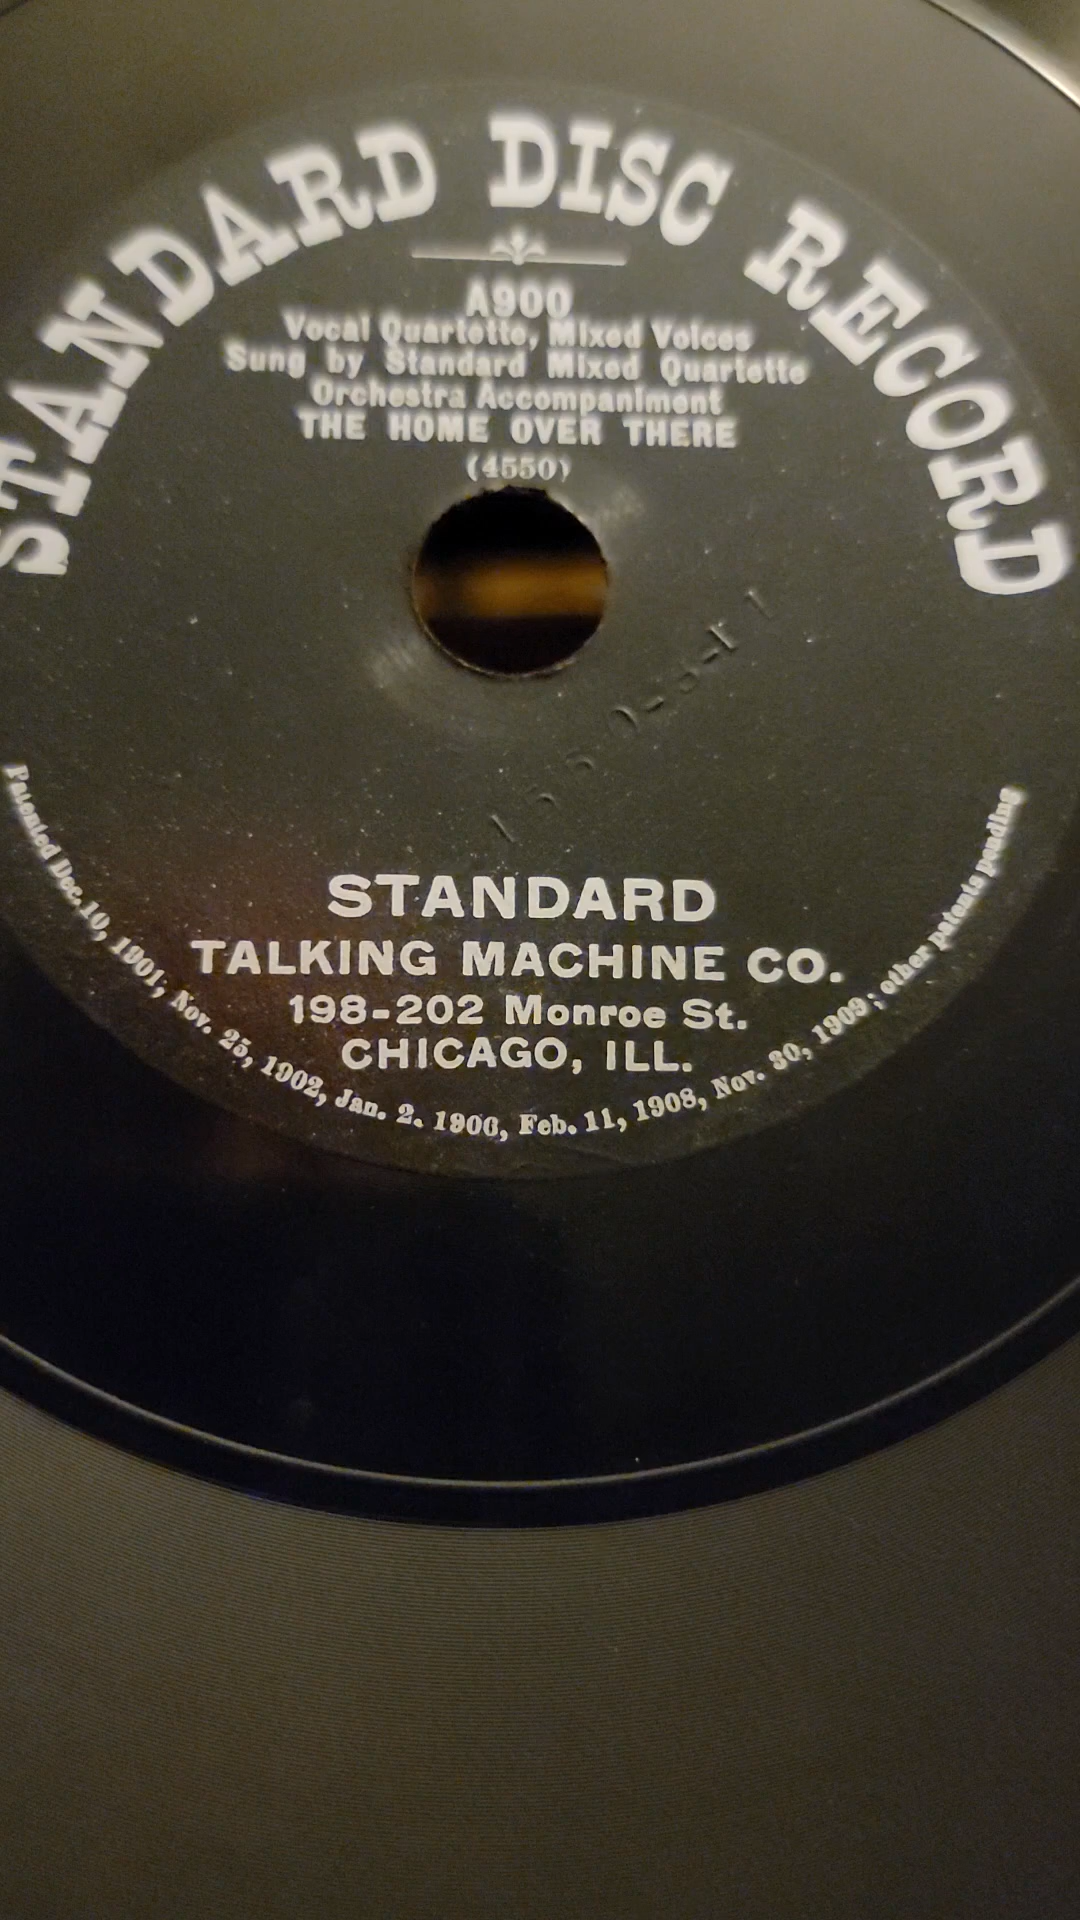 STANDARD DISC RECORD
A900
Vocal Quartette, Mixed Voices
Sung by Standard Mixed Quartette
Orchestra Accompaniment
THE HOME OVER THERE
(4550)
STANDARD
TALKING MACHINE CO.
198-202 Monroe St.
CHICAGO, ILL.
Patented Dec. 10, 1901; Nov. 25, 1902, Jan. 2. 1906, Feb. 11, 1908, Nov. 30, 1909; other patents pending